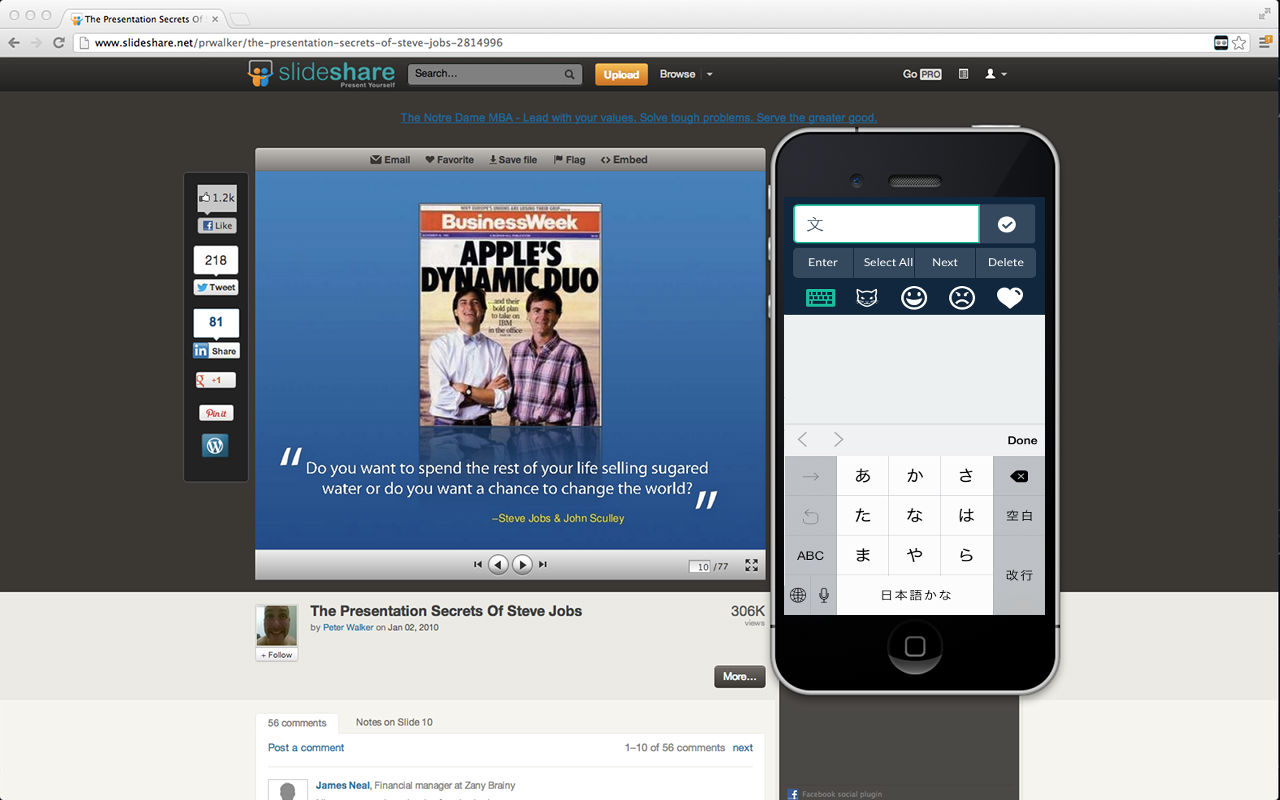 The Presentation Secrets Of
www.slideshare.net/prwalker/the-presentation-secrets-of-steve-jobs-2814996
slideshare
Present Yourself
Search...
Upload
Browse
Go PRO
The Notre Dame MBA - Lead with your values, Solve tough problems. Serve the greater good.
Email
Favorite
Save file
Flag
Embed
1.2k
Like
218
Tweet
81
in Share
g +1
Pin it
BusinessWeek
APPLE'S
DYNAMIC DUO
...and their
bold plan
to take on
IBM
in the office
“Do you want to spend the rest of your life selling sugared
water or do you want a chance to change the world?”
–Steve Jobs & John Sculley
10 /77
The Presentation Secrets Of Steve Jobs
by Peter Walker on Jan 02, 2010
306K
views
+ Follow
More...
56 comments
Notes on Slide 10
Post a comment
1–10 of 56 comments next
James Neal, Financial manager at Zany Brainy
文
Enter
Select All
Next
Delete
Done
あ
か
さ
た
な
は
空白
ABC
ま
や
ら
改行
日本語かな
Facebook social plugin